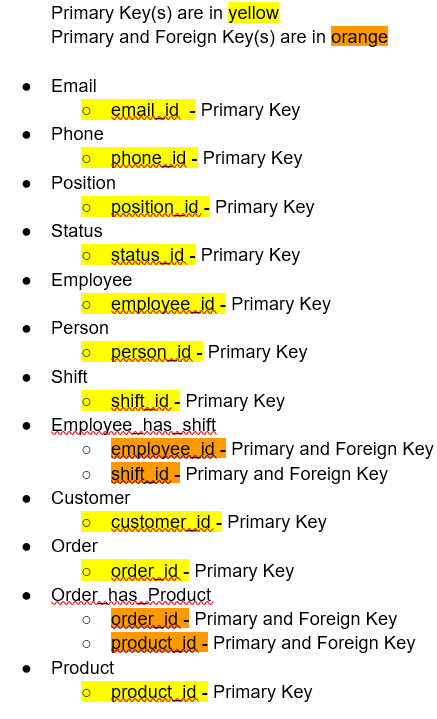 Primary Key(s) are in yellow
Primary and Foreign Key(s) are in orange
● Email
○ email_id - Primary Key
● Phone
○ phone_id - Primary Key
● Position
○ position_id - Primary Key
● Status
○ status_id - Primary Key
● Employee
○ employee_id - Primary Key
● Person
○ person_id - Primary Key
● Shift
○ shift_id - Primary Key
● Employee_has_shift
○ employee_id - Primary and Foreign Key
○ shift_id - Primary and Foreign Key
● Customer
○ customer_id - Primary Key
● Order
○ order_id - Primary Key
● Order_has_Product
○ order_id - Primary and Foreign Key
○ product_id - Primary and Foreign Key
● Product
○ product_id - Primary Key